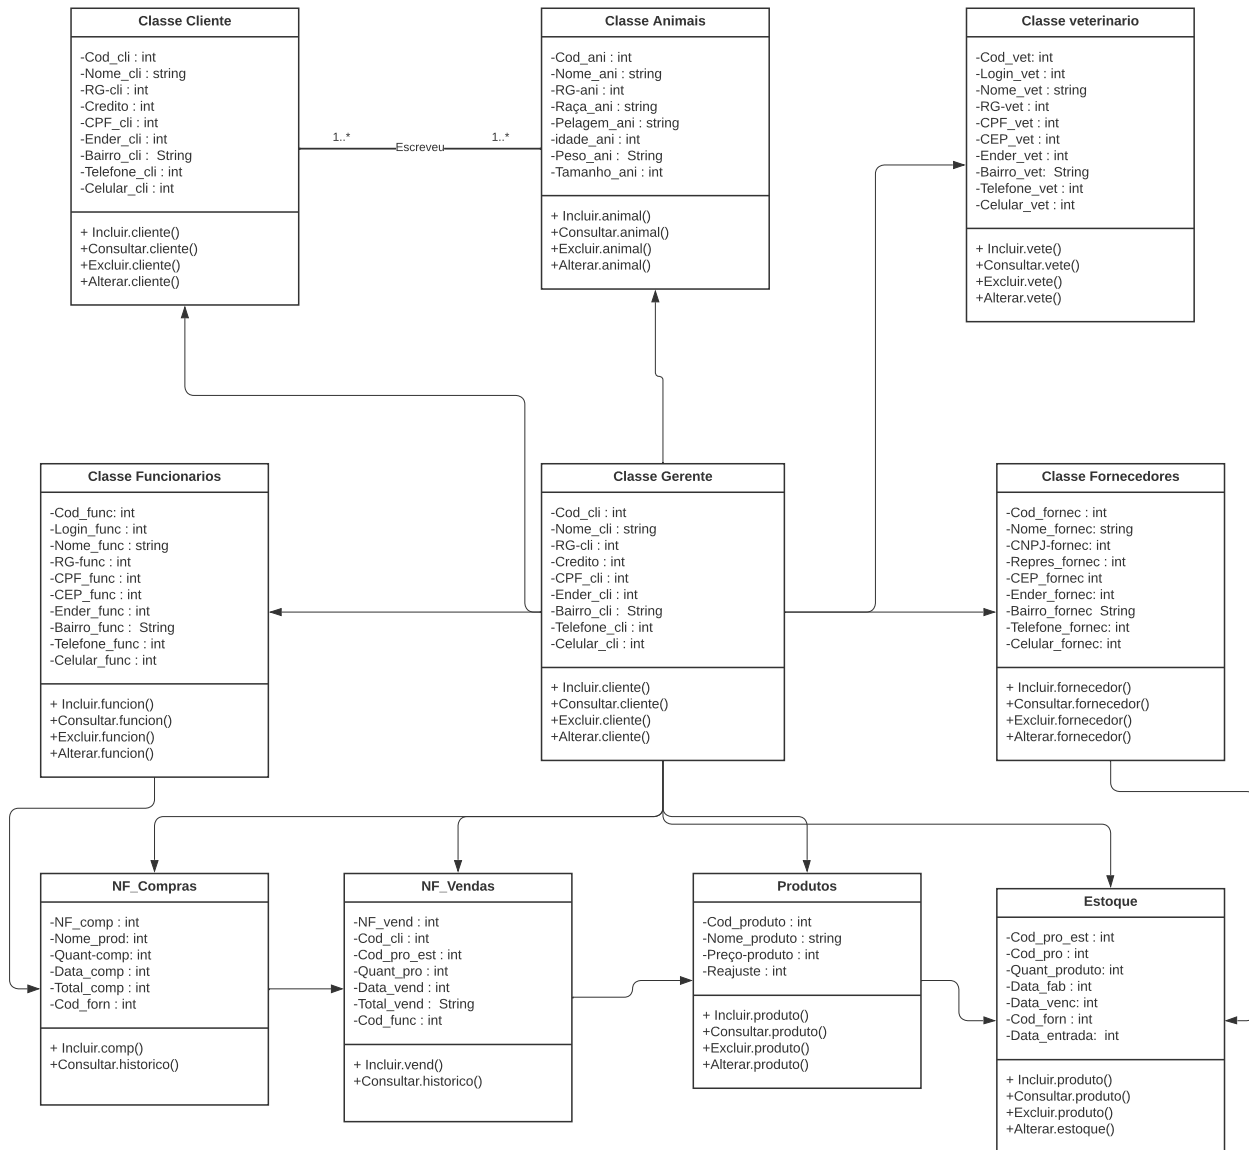 Classe Cliente
-Cod_cli : int
-Nome_cli : string
-RG-cli : int
-Credito : int
-CPF_cli : int
-Ender_cli : int
-Bairro_cli :  String
-Telefone_cli : int
-Celular_cli : int
+ Incluir.cliente()
+Consultar.cliente()
+Excluir.cliente()
+Alterar.cliente()
1..*
Escreveu
1..*
Classe Animais
-Cod_ani : int
-Nome_ani : string
-RG-ani : int
-Raça_ani : string
-Pelagem_ani : string
-idade_ani : int
-Peso_ani :  String
-Tamanho_ani : int
+ Incluir.animal()
+Consultar.animal()
+Excluir.animal()
+Alterar.animal()
Classe veterinario
-Cod_vet: int
-Login_vet : int
-Nome_vet : string
-RG-vet : int
-CPF_vet : int
-CEP_vet : int
-Ender_vet : int
-Bairro_vet:  String
-Telefone_vet : int
-Celular_vet : int
+ Incluir.vete()
+Consultar.vete()
+Excluir.vete()
+Alterar.vete()
Classe Funcionarios
-Cod_func: int
-Login_func : int
-Nome_func : string
-RG-func : int
-CPF_func : int
-CEP_func : int
-Ender_func : int
-Bairro_func :  String
-Telefone_func : int
-Celular_func : int
+ Incluir.funcion()
+Consultar.funcion()
+Excluir.funcion()
+Alterar.funcion()
Classe Gerente
-Cod_cli : int
-Nome_cli : string
-RG-cli : int
-Credito : int
-CPF_cli : int
-Ender_cli : int
-Bairro_cli :  String
-Telefone_cli : int
-Celular_cli : int
+ Incluir.cliente()
+Consultar.cliente()
+Excluir.cliente()
+Alterar.cliente()
Classe Fornecedores
-Cod_fornec : int
-Nome_fornec: string
-CNPJ-fornec: int
-Repres_fornec : int
-CEP_fornec int
-Ender_fornec: int
-Bairro_fornec  String
-Telefone_fornec: int
-Celular_fornec: int
+ Incluir.fornecedor()
+Consultar.fornecedor()
+Excluir.fornecedor()
+Alterar.fornecedor()
NF_Compras
-NF_comp : int
-Nome_prod: int
-Quant-comp: int
-Data_comp : int
-Total_comp : int
-Cod_forn : int
+ Incluir.comp()
+Consultar.historico()
NF_Vendas
-NF_vend : int
-Cod_cli : int
-Cod_pro_est : int
-Quant_pro : int
-Data_vend : int
-Total_vend :  String
-Cod_func : int
+ Incluir.vend()
+Consultar.historico()
Produtos
-Cod_produto : int
-Nome_produto : string
-Preço-produto : int
-Reajuste : int
+ Incluir.produto()
+Consultar.produto()
+Excluir.produto()
+Alterar.produto()
Estoque
-Cod_pro_est : int
-Cod_pro : int
-Quant_produto: int
-Data_fab : int
-Data_venc: int
-Cod_forn : int
-Data_entrada:  int
+ Incluir.produto()
+Consultar.produto()
+Excluir.produto()
+Alterar.estoque()